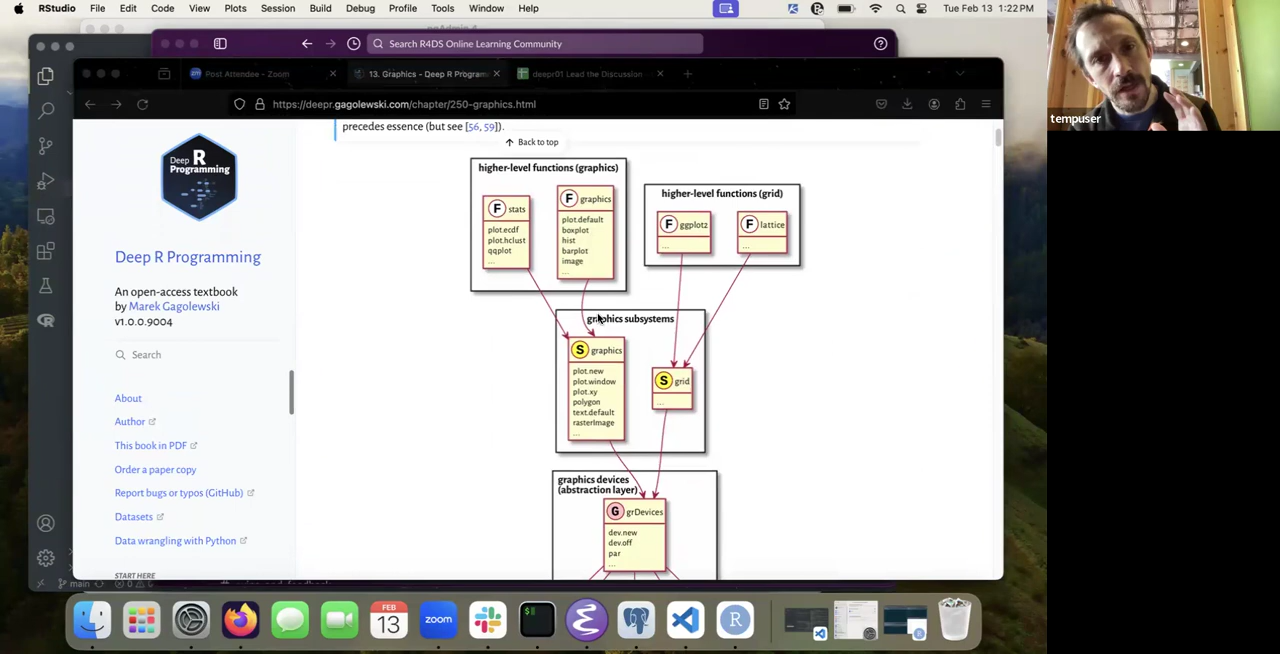 RStudio File Edit Code View Plots Session Build Debug Profile Tools Window Help Tue Feb 13 1:22 PM
Search R4DS Online Learning Community
Post Attendee - Zoom
13. Graphics - Deep R Program
deepr01 Lead the Discussion
https://deepr.gagolewski.com/chapter/250-graphics.html
precedes essence (but see [56, 59]).
Back to top
Deep R Programming
Deep R Programming
An open-access textbook
by Marek Gagolewski
v1.0.0.9004
Search
About
Author
This book in PDF
Order a paper copy
Report bugs or typos (GitHub)
Datasets
Data wrangling with Python
START HERE
higher-level functions (graphics)
F stats
plot.ecdf
plot.hclust
qqplot
...
F graphics
plot.default
boxplot
hist
barplot
image
...
higher-level functions (grid)
F ggplot2
...
F lattice
...
graphics subsystems
S graphics
plot.new
plot.window
plot.xy
polygon
text.default
rasterImage
...
S grid
...
graphics devices
(abstraction layer)
G grDevices
dev.new
dev.off
par
...
main
FEB
13
zoom
R
tempuser